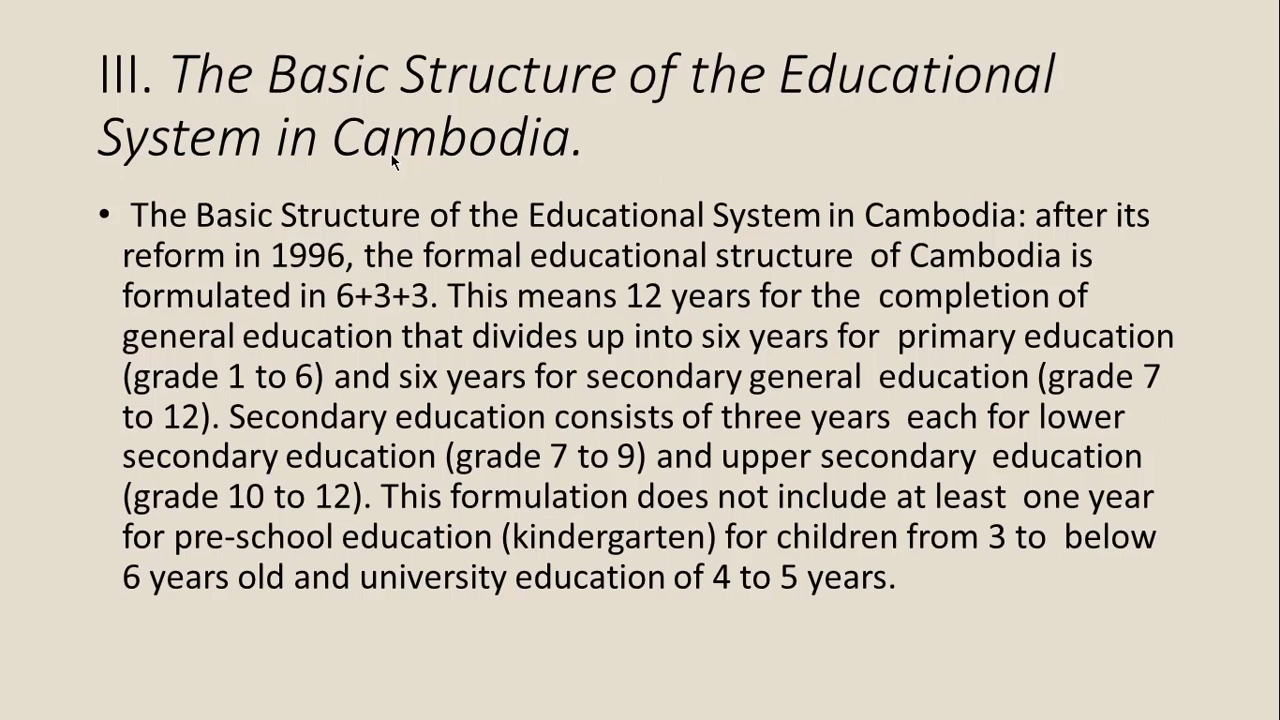 III. The Basic Structure of the Educational
System in Cambodia.
• The Basic Structure of the Educational System in Cambodia: after its
reform in 1996, the formal educational structure of Cambodia is
formulated in 6+3+3. This means 12 years for the completion of
general education that divides up into six years for primary education
(grade 1 to 6) and six years for secondary general education (grade 7
to 12). Secondary education consists of three years each for lower
secondary education (grade 7 to 9) and upper secondary education
(grade 10 to 12). This formulation does not include at least one year
for pre-school education (kindergarten) for children from 3 to below
6 years old and university education of 4 to 5 years.